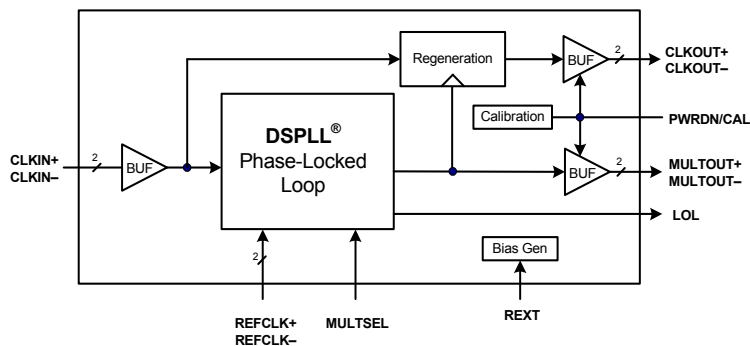 Regeneration
BUF
2
CLKOUT+
CLKOUT–
Calibration
PWRDN/CAL
DSPLL®
Phase-Locked
Loop
CLKIN+
CLKIN–
2
BUF
BUF
2
MULTOUT+
MULTOUT–
LOL
Bias Gen
2
REFCLK+
REFCLK–
MULTSEL
REXT